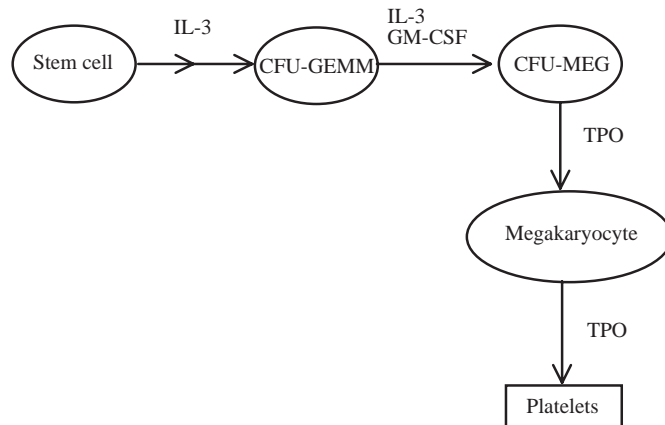 IL-3
Stem cell
CFU-GEMM
IL-3
GM-CSF
CFU-MEG
TPO
Megakaryocyte
TPO
Platelets